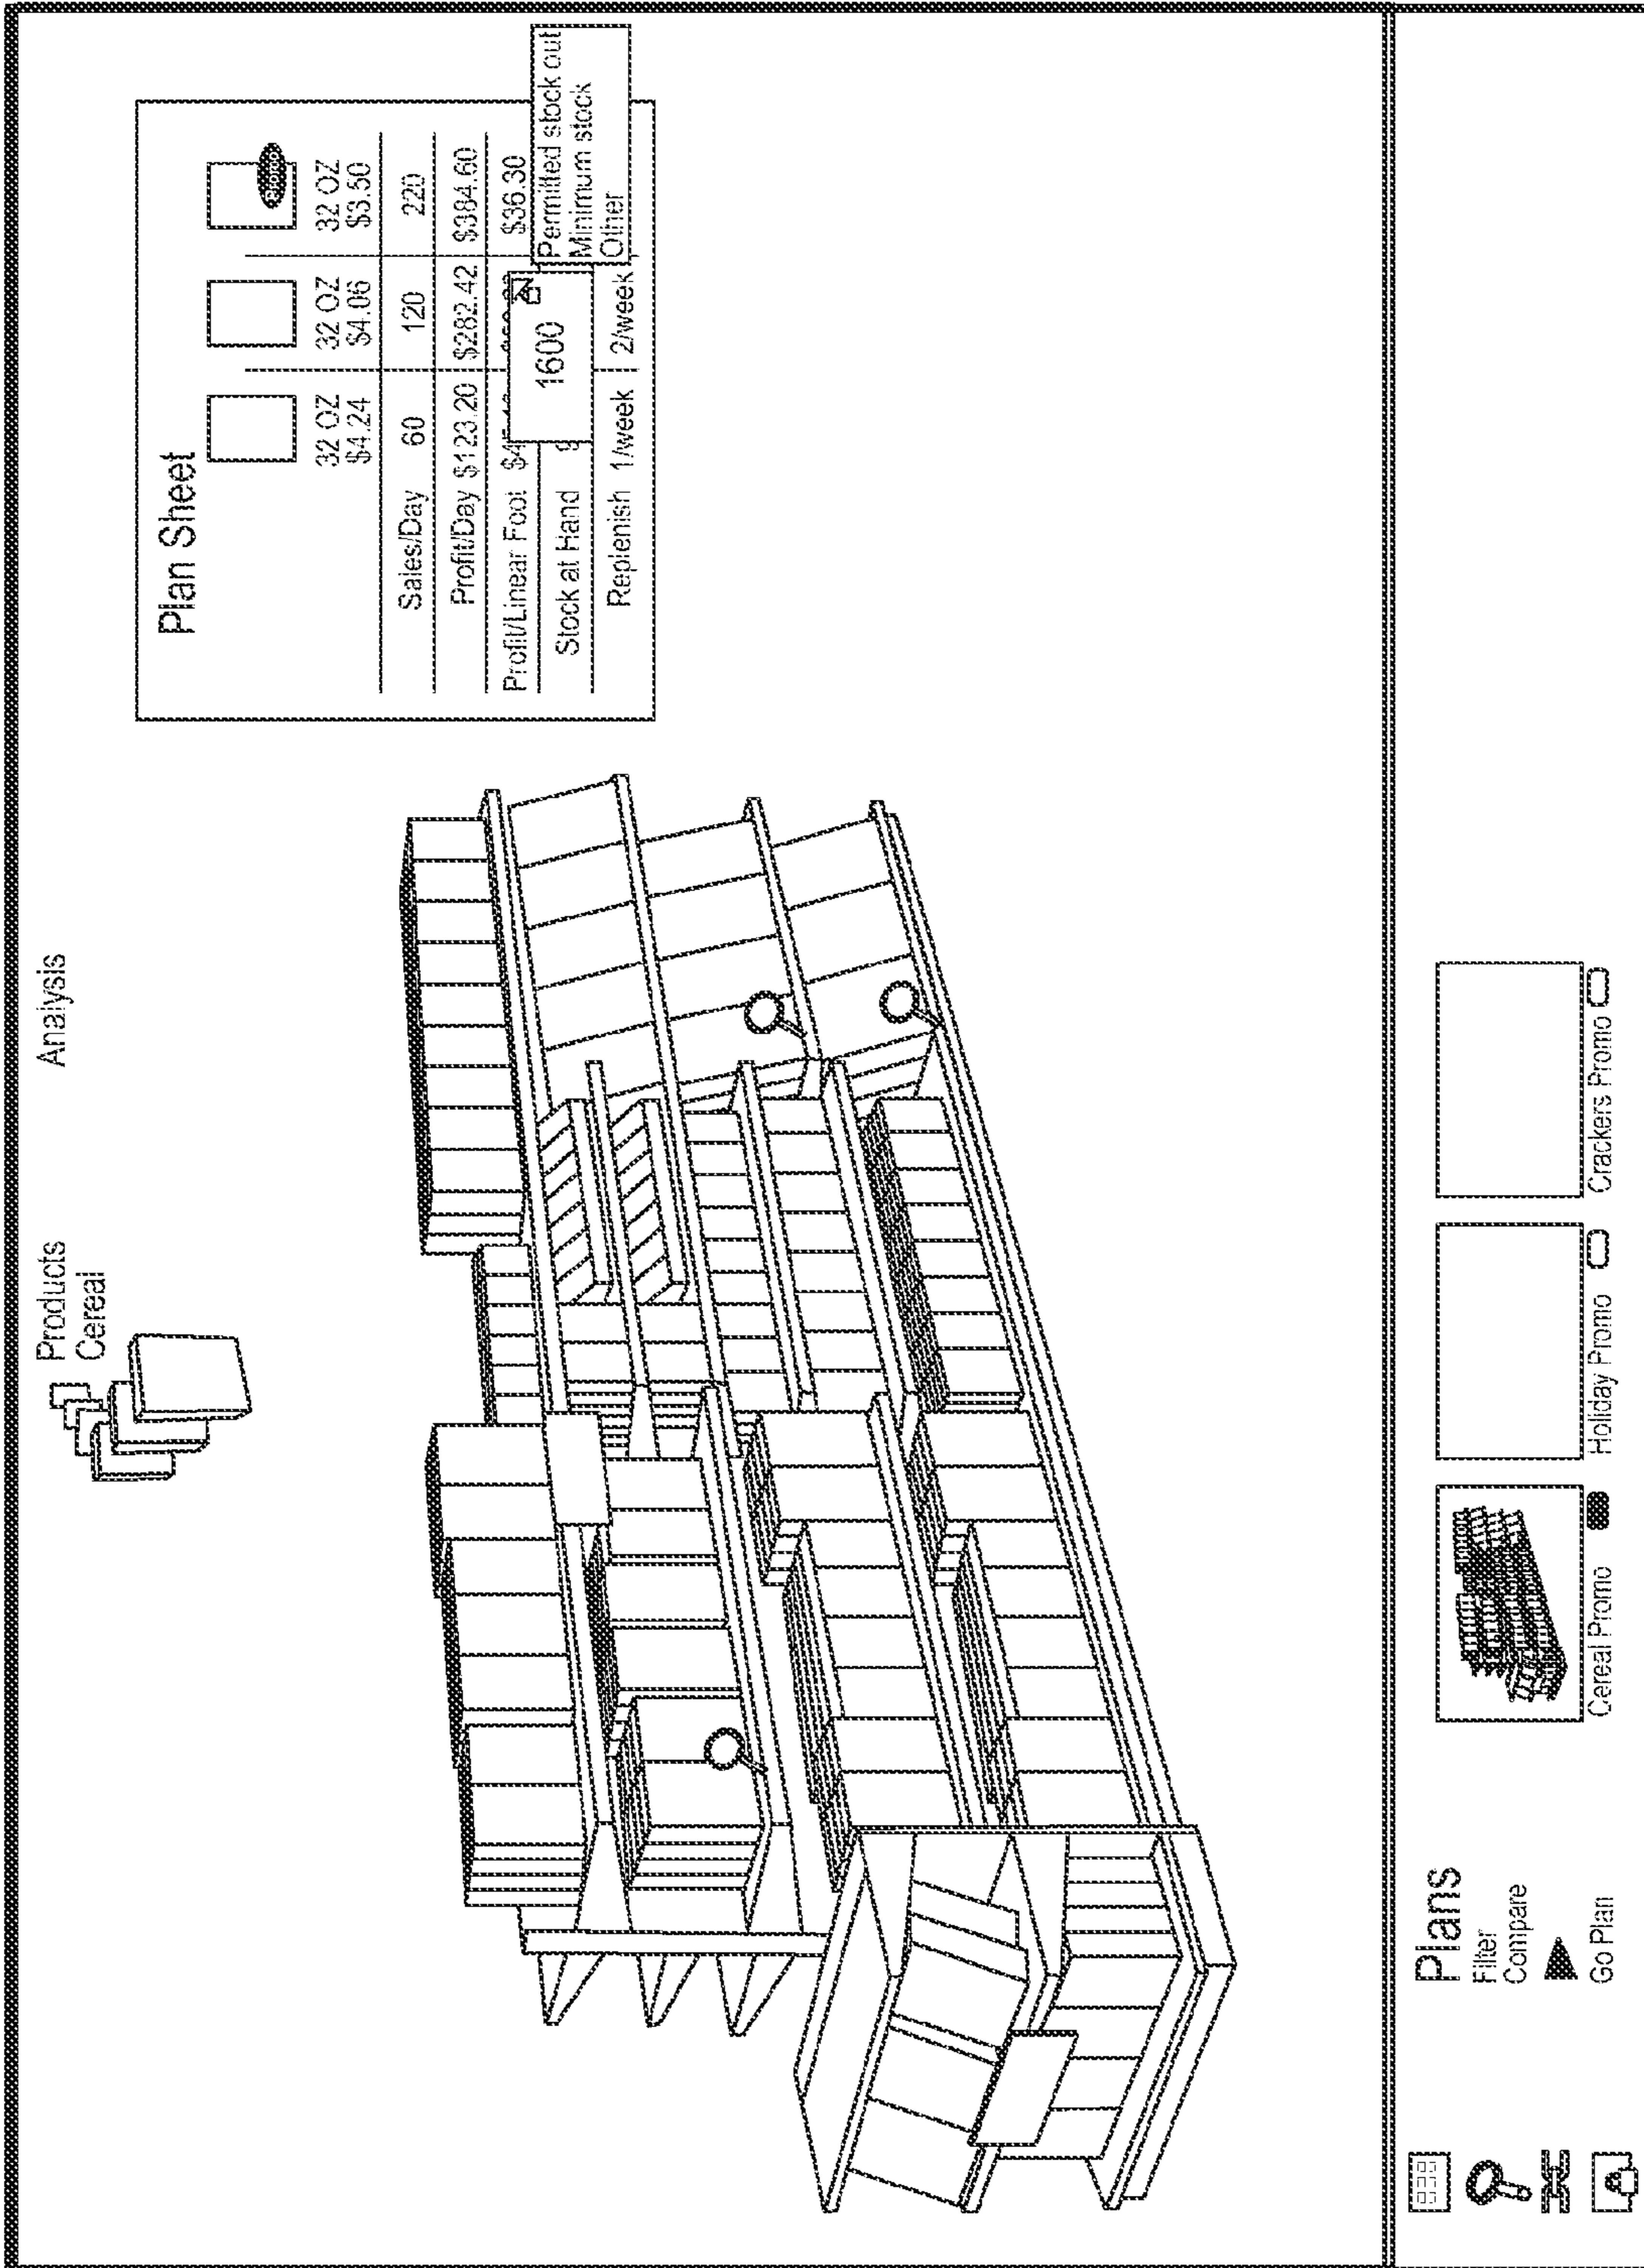 Products
Cereal
Analysis
Plan Sheet
32 OZ 32 OZ 32 OZ
$4.24 $4.06 $3.50
Sales/Day 60 120 220
Profit/Day $123.20 $282.42 $384.60
Profit/Linear Foot $36.30
Stock at Hand 1600
Permitted stock out
Minimum stock
Other
Replenish 1/week 2/week
Plans
Filter
Compare
Go Plan
Cereal Promo
Holiday Promo
Crackers Promo